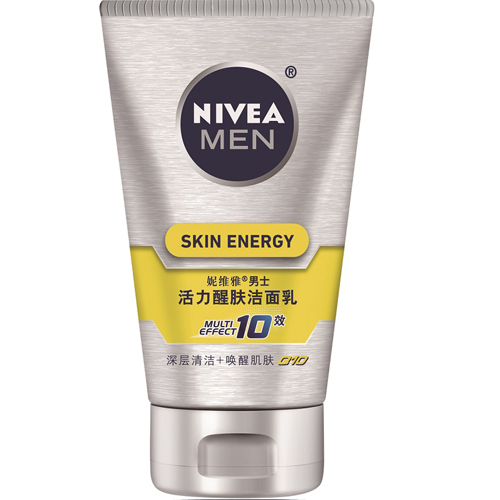 NIVEA
MEN
®
SKIN ENERGY
妮维雅®男士
活力醒肤洁面乳
MULTI
EFFECT 10效
深层清洁+唤醒肌肤 Q10